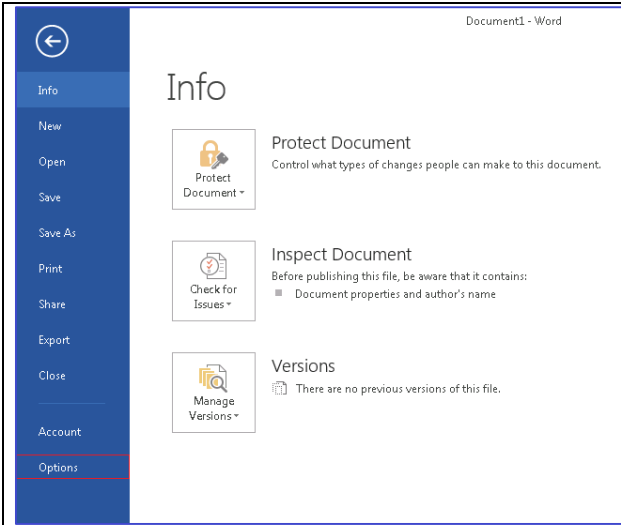 Document1 - Word
Info
New
Open
Save
Save As
Print
Share
Export
Close
Account
Options
Info
Protect
Document
Protect Document
Control what types of changes people can make to this document.
Check for
Issues
Inspect Document
Before publishing this file, be aware that it contains:
Document properties and author's name
Manage
Versions
Versions
There are no previous versions of this file.